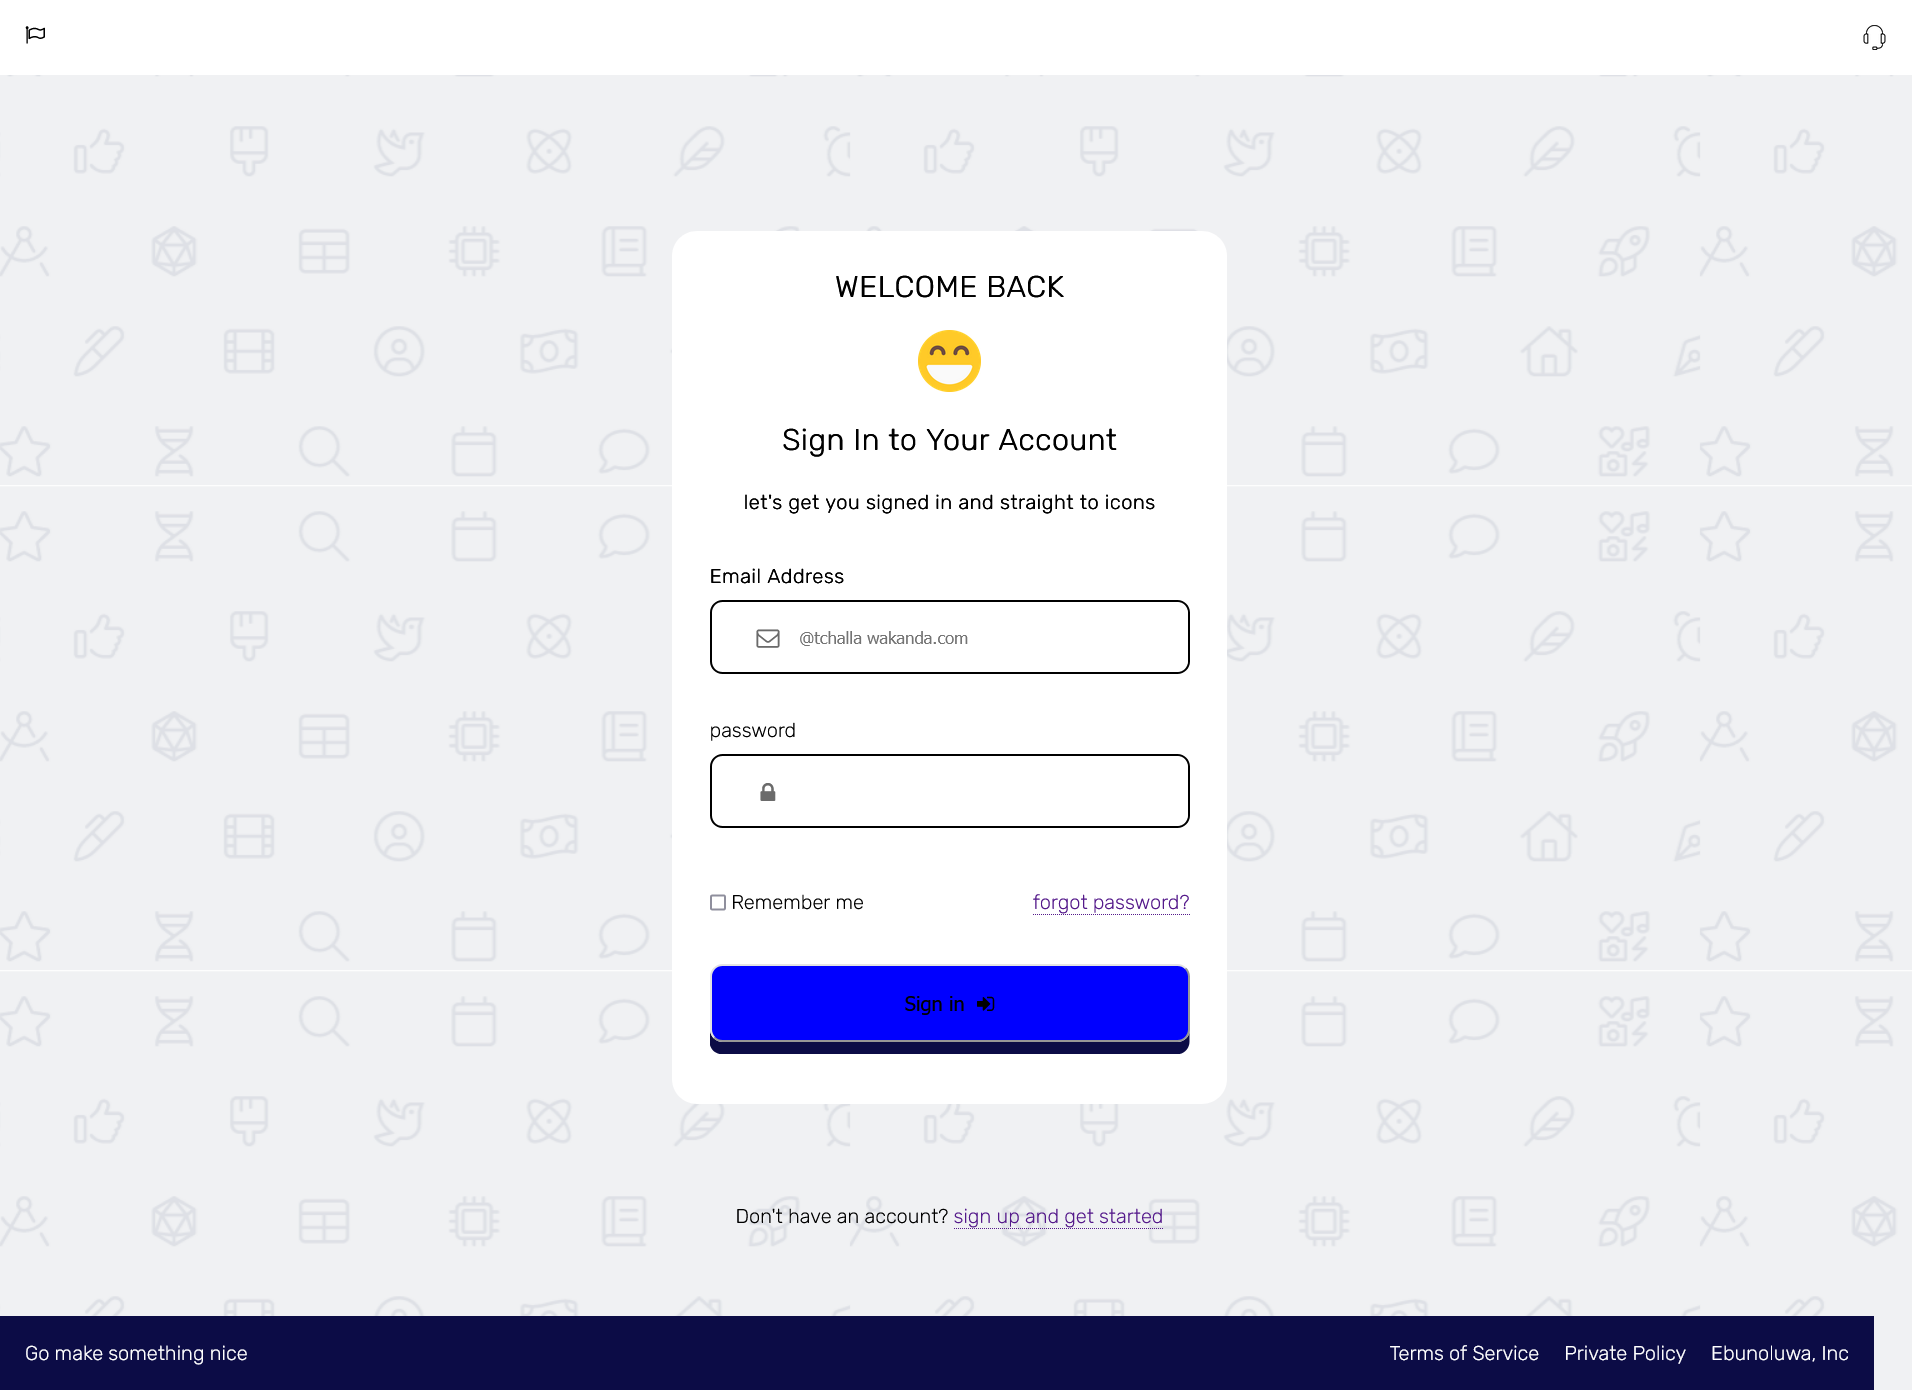 WELCOME BACK
Sign In to Your Account
let's get you signed in and straight to icons
Email Address
@tchalla wakanda.com
password
Remember me
forgot password?
Sign in
Don't have an account? sign up and get started
Go make something nice
Terms of Service
Private Policy
Ebunoluwa, Inc